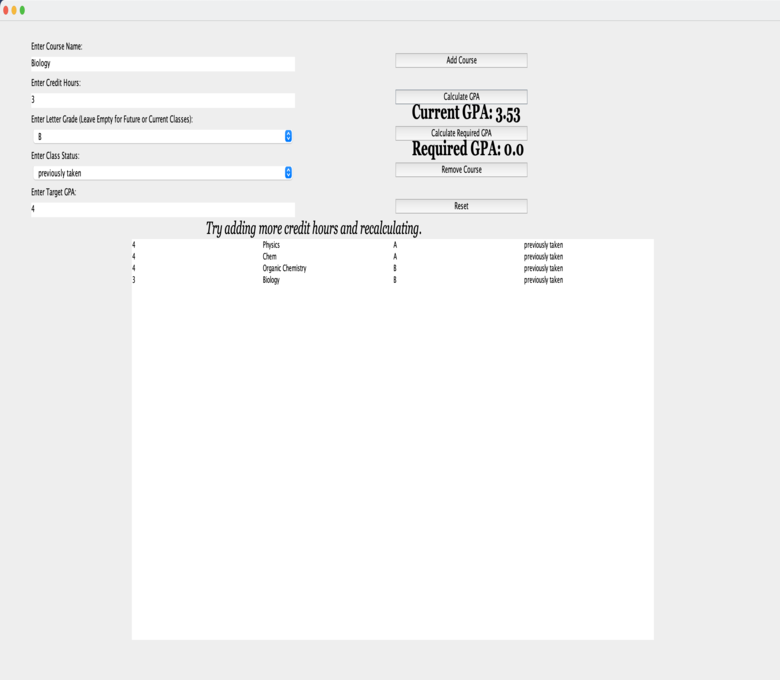 Enter Course Name:
Biology
Add Course
Enter Credit Hours:
3
Calculate GPA
Current GPA: 3.53
Enter Letter Grade (Leave Empty for Future or Current Classes):
B
Calculate Required GPA
Required GPA: 0.0
Enter Class Status:
previously taken
Remove Course
Enter Target GPA:
4
Reset
Try adding more credit hours and recalculating.
4 Physics A previously taken
4 Chem A previously taken
4 Organic Chemistry B previously taken
3 Biology B previously taken